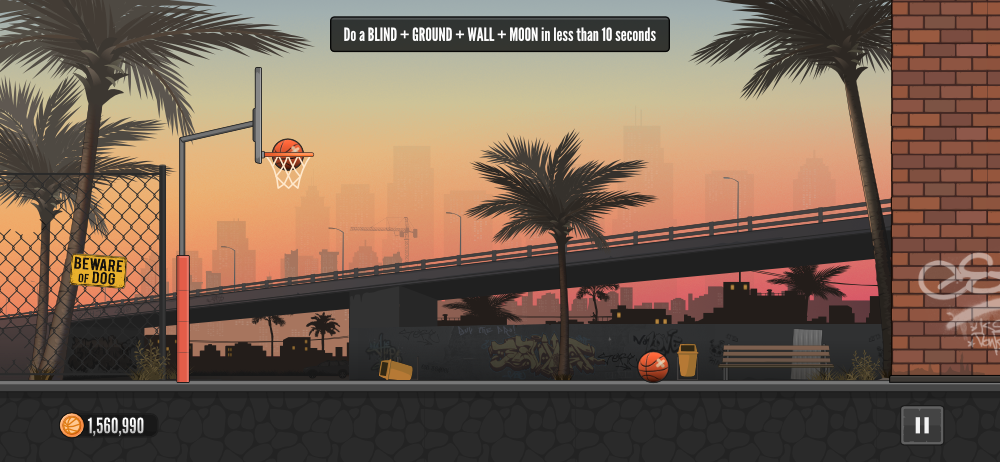 Do a BLIND + GROUND + WALL + MOON in less than 10 seconds
BEWARE
OF DOG
1,560,990